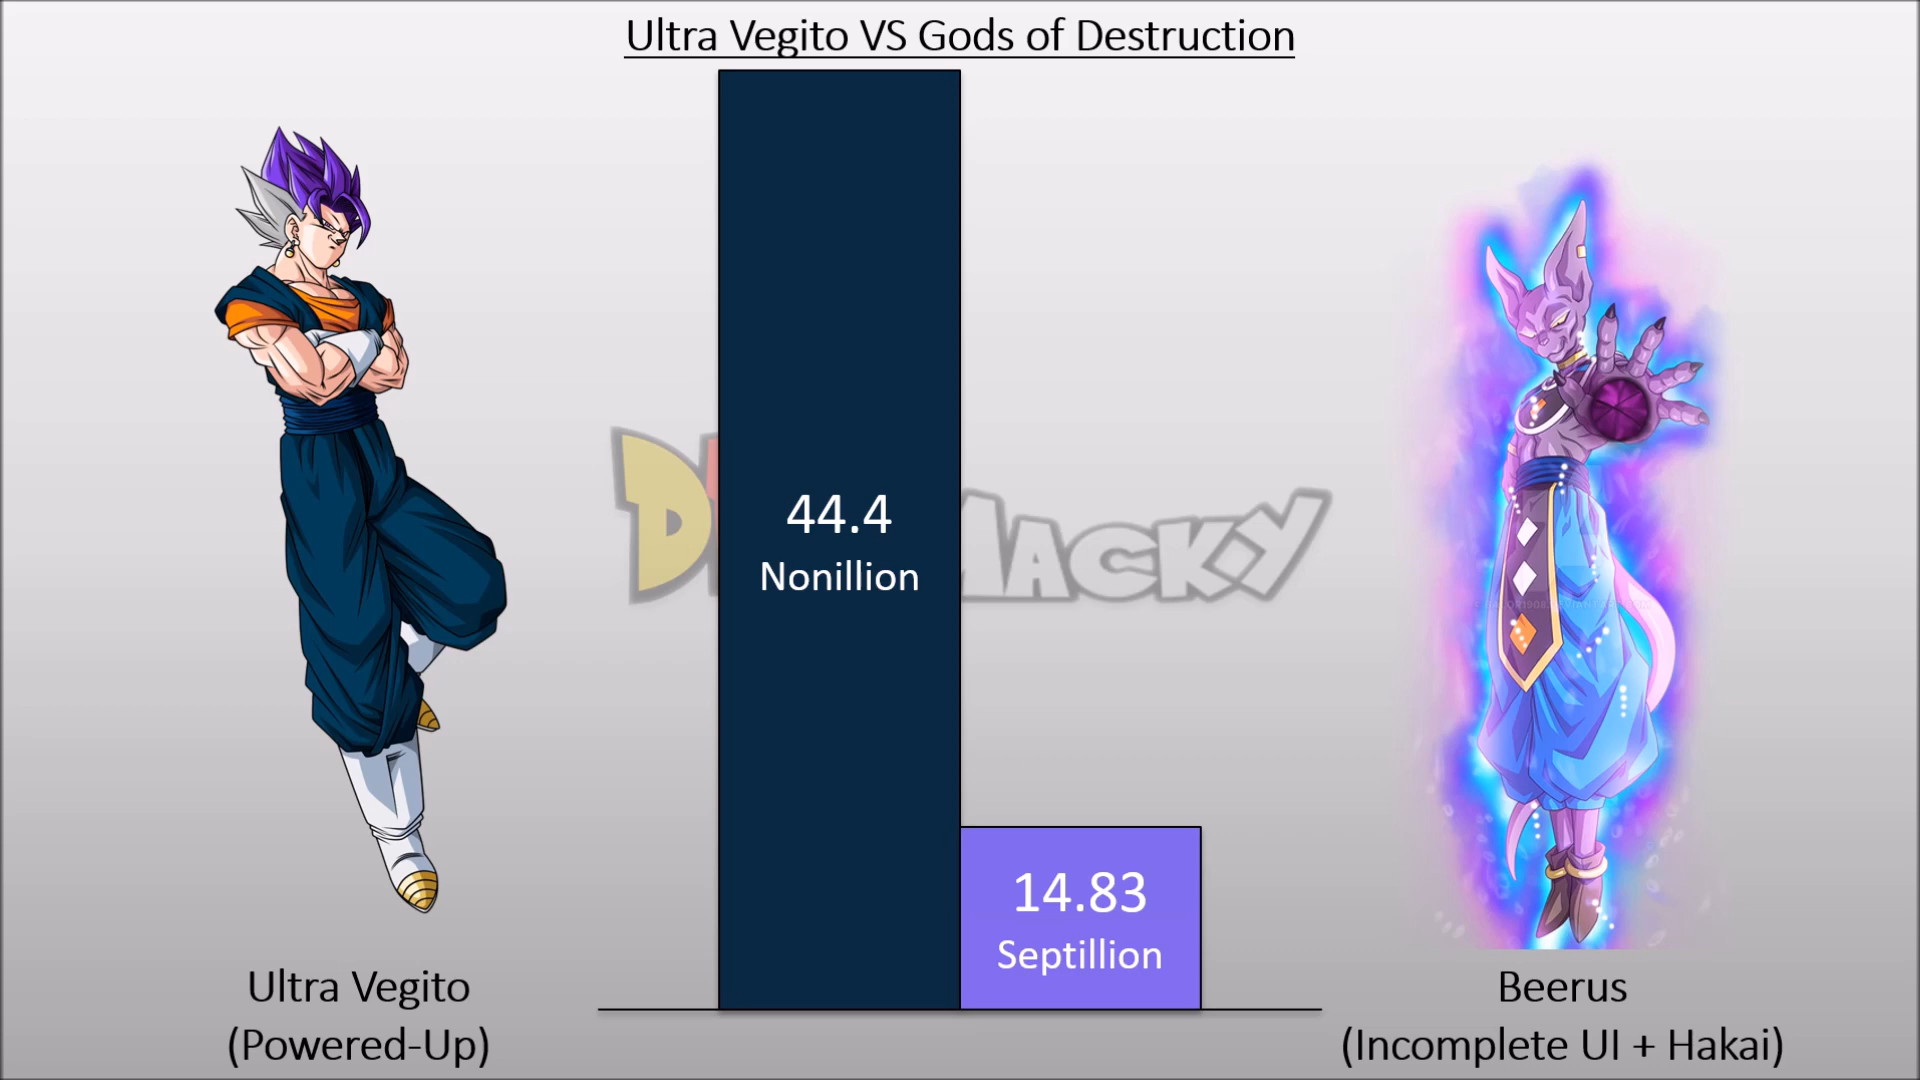 Ultra Vegito VS Gods of Destruction
44.4
Nonillion
14.83
Septillion
Ultra Vegito
(Powered-Up)
Beerus
(Incomplete UI + Hakai)